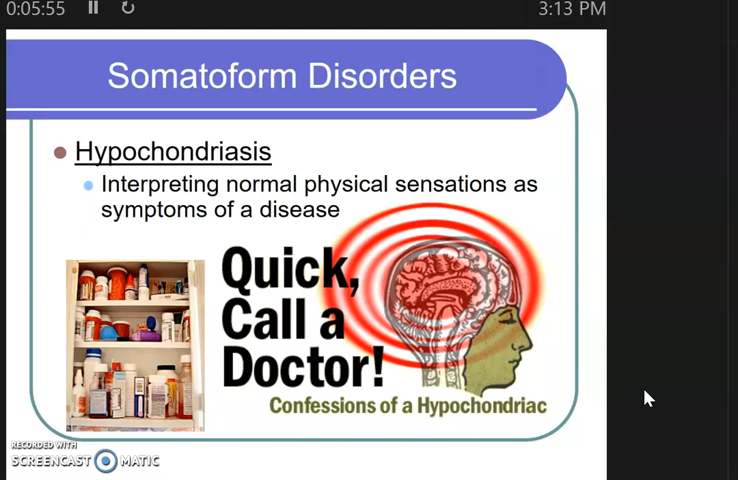 0:05:55
3:13 PM
Somatoform Disorders
Hypochondriasis
Interpreting normal physical sensations as
symptoms of a disease
Quick,
Call a
Doctor!
Confessions of a Hypochondriac
RECORDED WITH
SCREENCAST MATIC